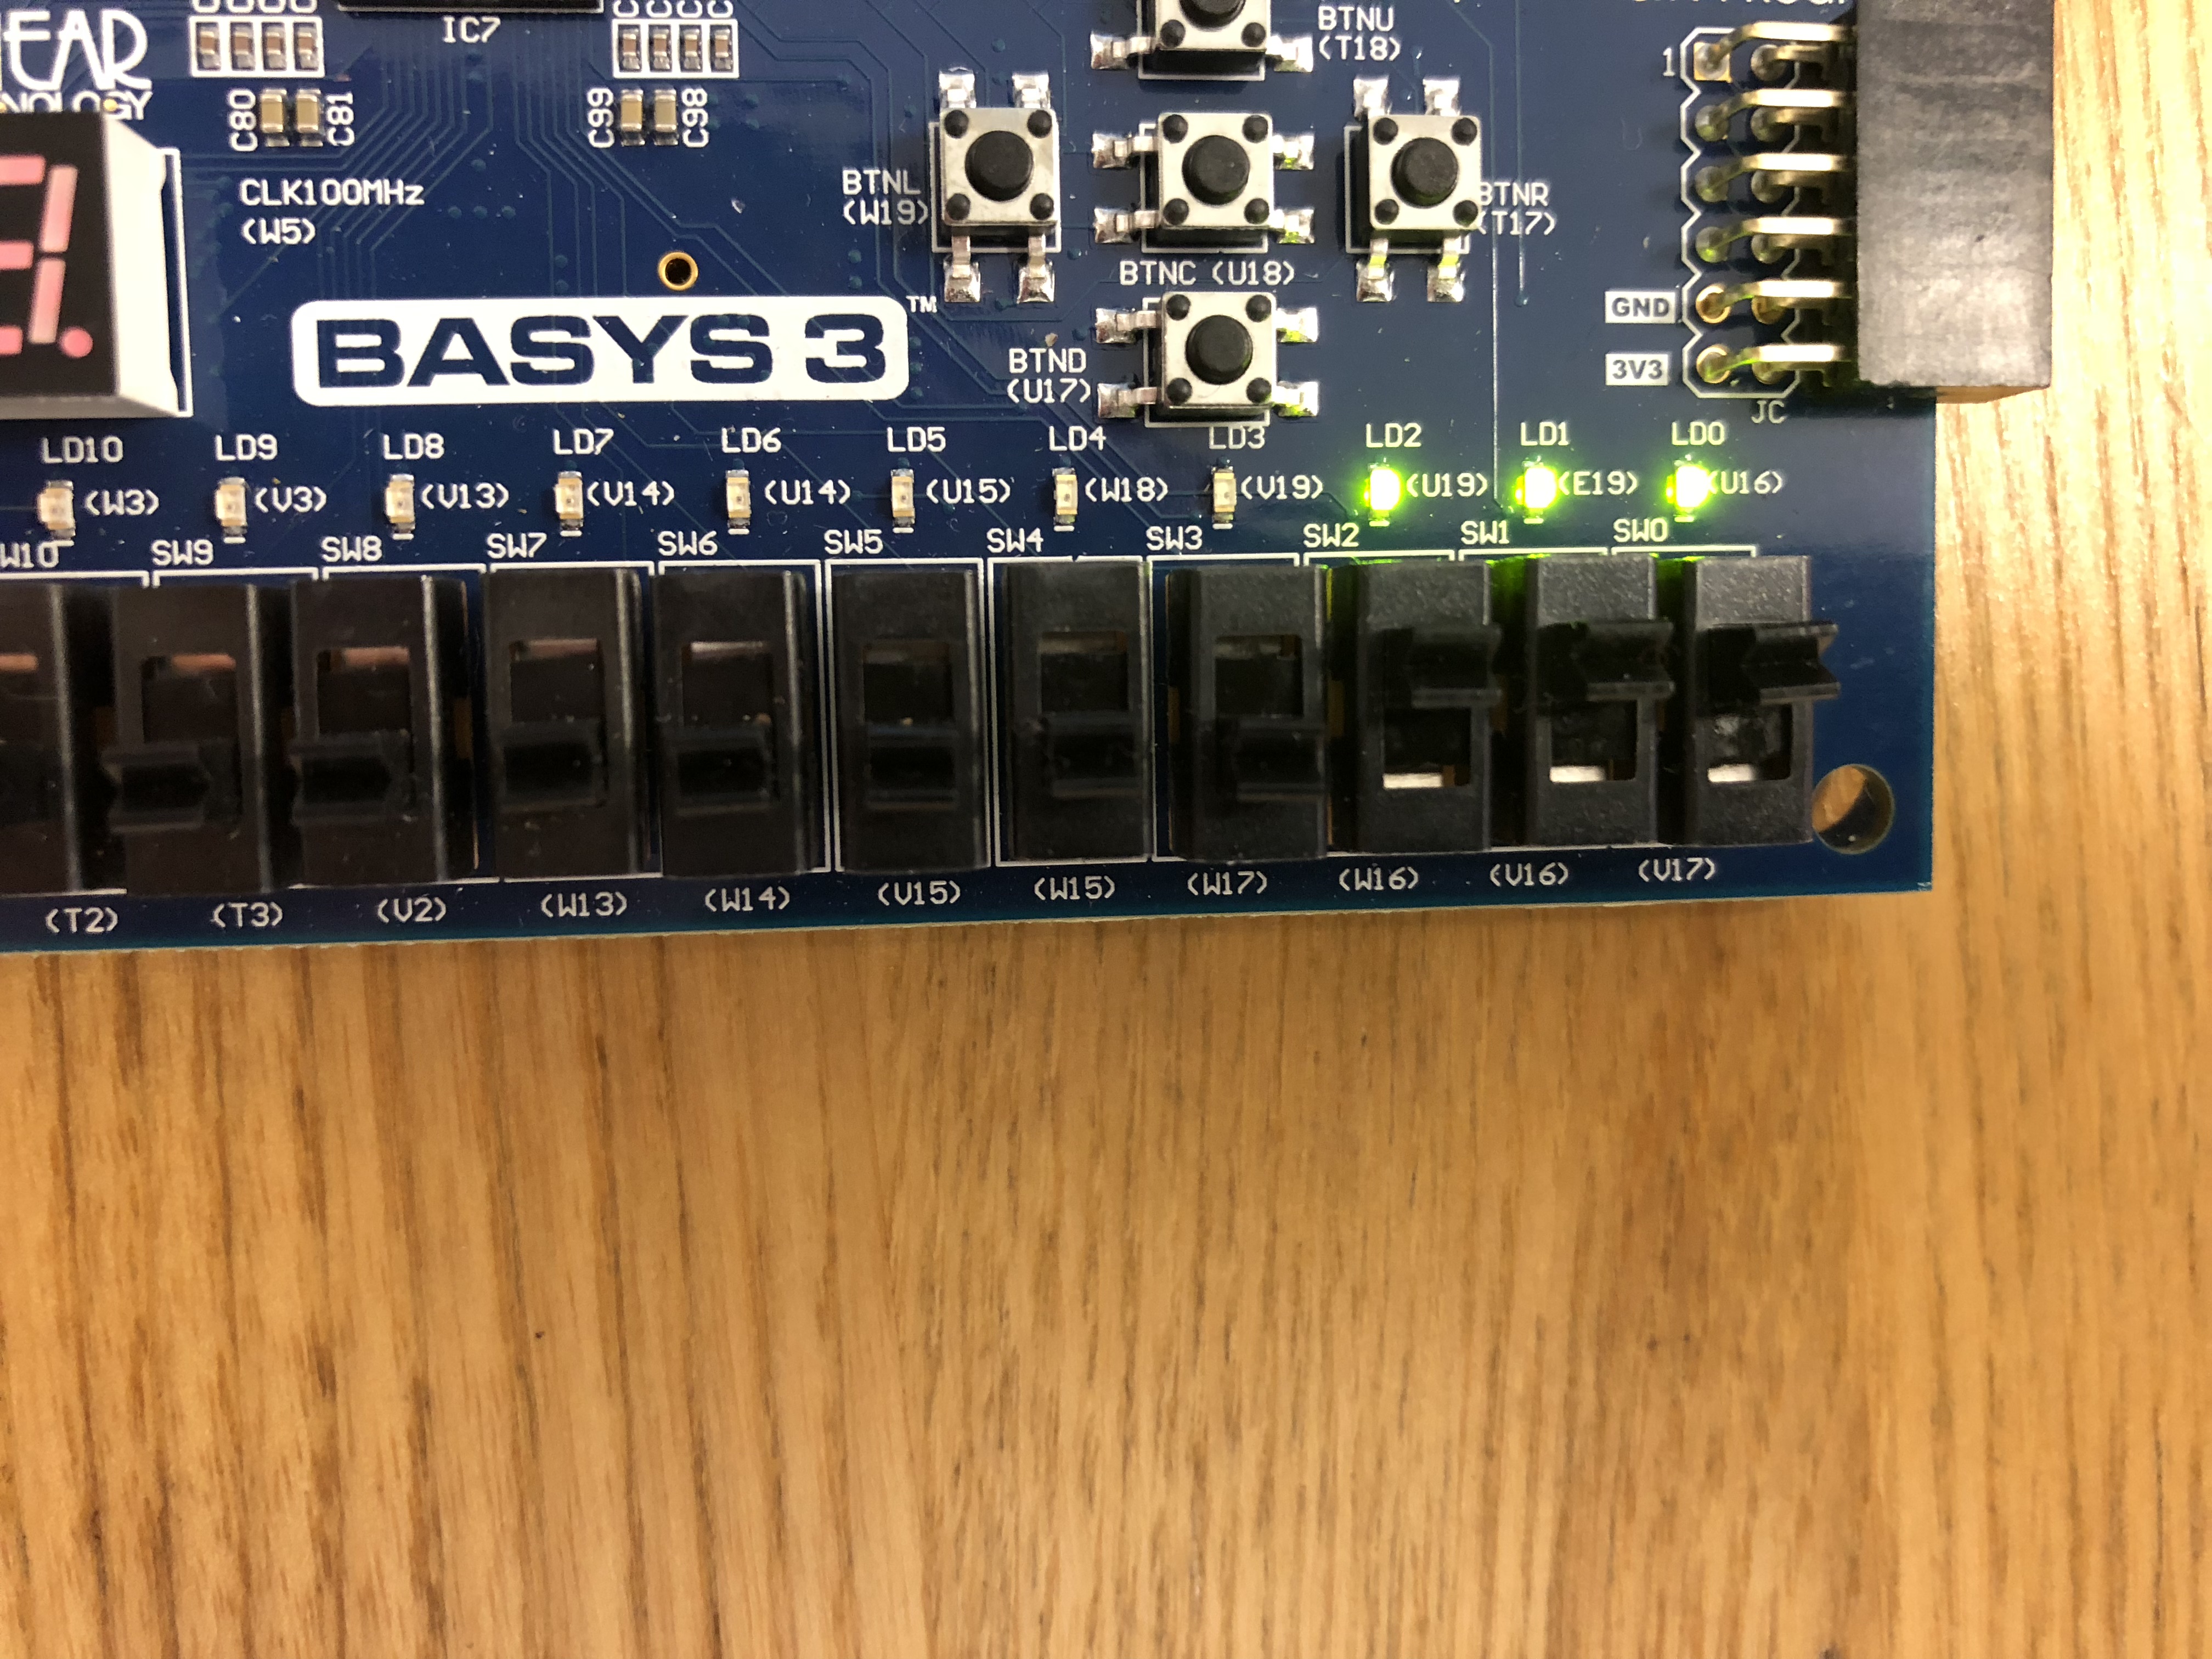 BTNU
(T18)
IC7
C80
C81
C99
C98
CLK100MHz
(W5)
BTNL
(W19)
BTNC (U18)
BTNR
(T17)
BASYS 3™
BTND
(U17)
1
GND
3V3
JC
LD10 LD9 LD8 LD7 LD6 LD5 LD4 LD3 LD2 LD1 LD0
(W3) (V3) (V13) (V14) (U14) (U15) (W18) (V19) (U19) (E19) (U16)
SW9 SW8 SW7 SW6 SW5 SW4 SW3 SW2 SW1 SW0
(T2) (T3) (V2) (W13) (W14) (V15) (W15) (W17) (W16) (V16) (V17)